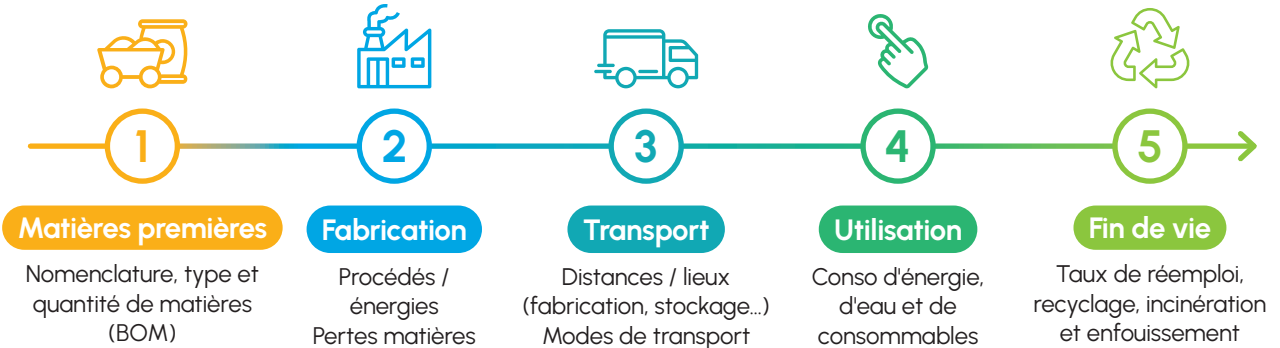 1
2
3
4
5
Matières premières
Nomenclature, type et
quantité de matières
(BOM)
Fabrication
Procédés /
énergies
Pertes matières
Transport
Distances / lieux
(fabrication, stockage...)
Modes de transport
Utilisation
Conso d'énergie,
d'eau et de
consommables
Fin de vie
Taux de réemploi,
recyclage, incinération
et enfouissement